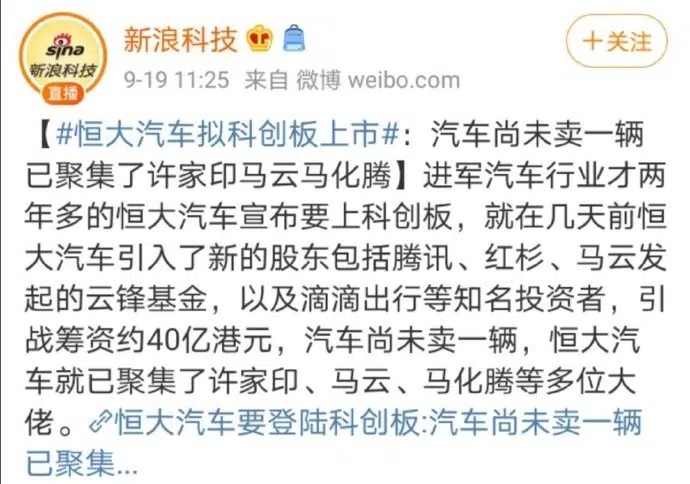 sina
新浪科技
直播
新浪科技
9-19 11:25 来自 微博 weibo.com
+关注
【#恒大汽车拟科创板上市#：汽车尚未卖一辆
已聚集了许家印马云马化腾】进军汽车行业才两
年多的恒大汽车宣布要上科创板，就在几天前恒
大汽车引入了新的股东包括腾讯、红杉、马云发
起的云锋基金，以及滴滴出行等知名投资者，引
战筹资约40亿港元，汽车尚未卖一辆，恒大汽
车就已聚集了许家印、马云、马化腾等多位大
佬。恒大汽车要登陆科创板:汽车尚未卖一辆
已聚集...